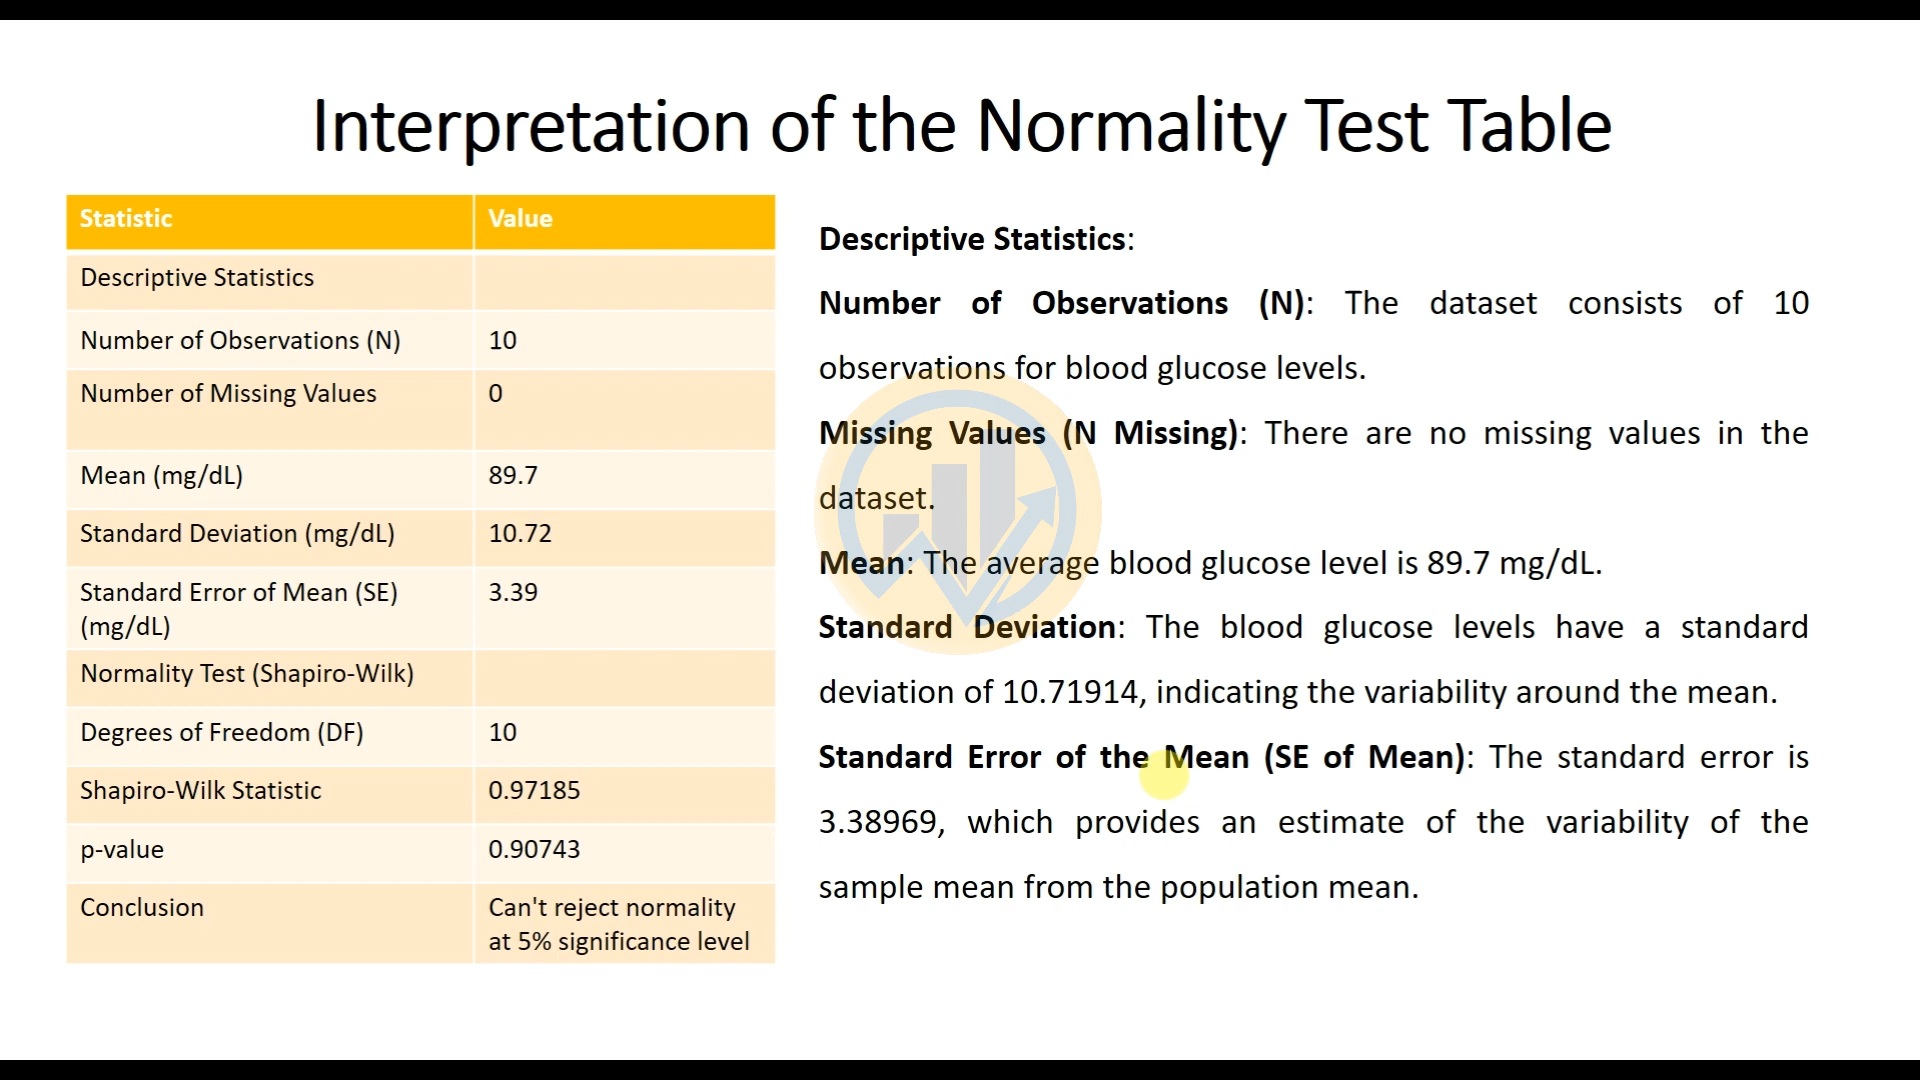 Interpretation of the Normality Test Table
Statistic Value
Descriptive Statistics
Number of Observations (N) 10
Number of Missing Values 0
Mean (mg/dL) 89.7
Standard Deviation (mg/dL) 10.72
Standard Error of Mean (SE) 3.39
(mg/dL)
Normality Test (Shapiro-Wilk)
Degrees of Freedom (DF) 10
Shapiro-Wilk Statistic 0.97185
p-value 0.90743
Conclusion Can't reject normality
at 5% significance level
Descriptive Statistics:
Number of Observations (N): The dataset consists of 10
observations for blood glucose levels.
Missing Values (N Missing): There are no missing values in the
dataset.
Mean: The average blood glucose level is 89.7 mg/dL.
Standard Deviation: The blood glucose levels have a standard
deviation of 10.71914, indicating the variability around the mean.
Standard Error of the Mean (SE of Mean): The standard error is
3.38969, which provides an estimate of the variability of the
sample mean from the population mean.